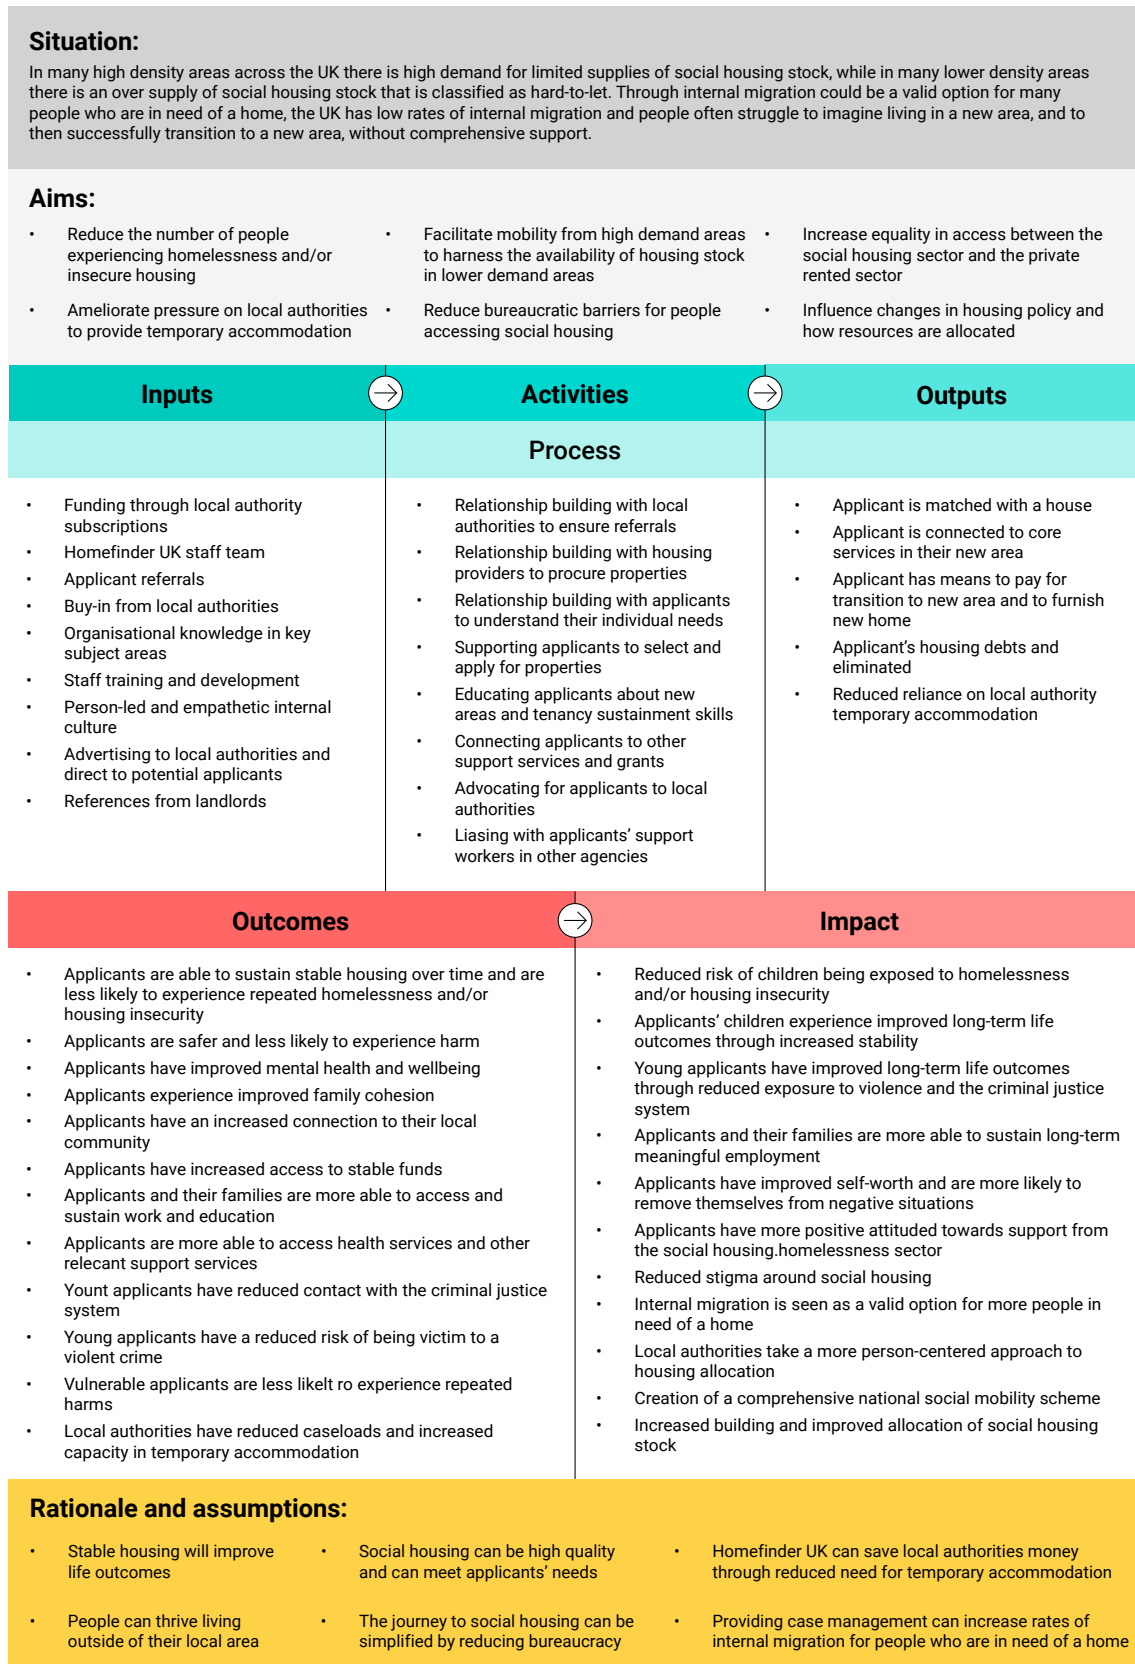 Situation:
In many high density areas across the UK there is high demand for limited supplies of social housing stock, while in many lower density areas
there is an over supply of social housing stock that is classified as hard-to-let. Through internal migration could be a valid option for many
people who are in need of a home, the UK has low rates of internal migration and people often struggle to imagine living in a new area, and to
then successfully transition to a new area, without comprehensive support.
Aims:
• Reduce the number of people
experiencing homelessness and/or
insecure housing
• Ameliorate pressure on local authorities
to provide temporary accommodation
• Facilitate mobility from high demand areas
to harness the availability of housing stock
in lower demand areas
• Reduce bureaucratic barriers for people
accessing social housing
• Increase equality in access between the
social housing sector and the private
rented sector
• Influence changes in housing policy and
how resources are allocated
Inputs
Activities
Outputs
Process
• Funding through local authority
subscriptions
• Homefinder UK staff team
• Applicant referrals
• Buy-in from local authorities
• Organisational knowledge in key
subject areas
• Staff training and development
• Person-led and empathetic internal
culture
• Advertising to local authorities and
direct to potential applicants
• References from landlords
• Relationship building with local
authorities to ensure referrals
• Relationship building with housing
providers to procure properties
• Relationship building with applicants
to understand their individual needs
• Supporting applicants to select and
apply for properties
• Educating applicants about new
areas and tenancy sustainment skills
• Connecting applicants to other
support services and grants
• Advocating for applicants to local
authorities
• Liasing with applicants' support
workers in other agencies
• Applicant is matched with a house
• Applicant is connected to core
services in their new area
• Applicant has means to pay for
transition to new area and to furnish
new home
• Applicant's housing debts and
eliminated
• Reduced reliance on local authority
temporary accommodation
Outcomes
Impact
• Applicants are able to sustain stable housing over time and are
less likely to experience repeated homelessness and/or
housing insecurity
• Applicants are safer and less likely to experience harm
• Applicants have improved mental health and wellbeing
• Applicants experience improved family cohesion
• Applicants have an increased connection to their local
community
• Applicants have increased access to stable funds
• Applicants and their families are more able to access and
sustain work and education
• Applicants are more able to access health services and other
relecant support services
• Yount applicants have reduced contact with the criminal justice
system
• Young applicants have a reduced risk of being victim to a
violent crime
• Vulnerable applicants are less likelt ro experience repeated
harms
• Local authorities have reduced caseloads and increased
capacity in temporary accommodation
• Reduced risk of children being exposed to homelessness
and/or housing insecurity
• Applicants' children experience improved long-term life
outcomes through increased stability
• Young applicants have improved long-term life outcomes
through reduced exposure to violence and the criminal justice
system
• Applicants and their families are more able to sustain long-term
meaningful employment
• Applicants have improved self-worth and are more likely to
remove themselves from negative situations
• Applicants have more positive attituded towards support from
the social housing.homelessness sector
• Reduced stigma around social housing
• Internal migration is seen as a valid option for more people in
need of a home
• Local authorities take a more person-centered approach to
housing allocation
• Creation of a comprehensive national social mobility scheme
• Increased building and improved allocation of social housing
stock
Rationale and assumptions:
• Stable housing will improve
life outcomes
• People can thrive living
outside of their local area
• Social housing can be high quality
and can meet applicants' needs
• The journey to social housing can be
simplified by reducing bureaucracy
• Homefinder UK can save local authorities money
through reduced need for temporary accommodation
• Providing case management can increase rates of
internal migration for people who are in need of a home